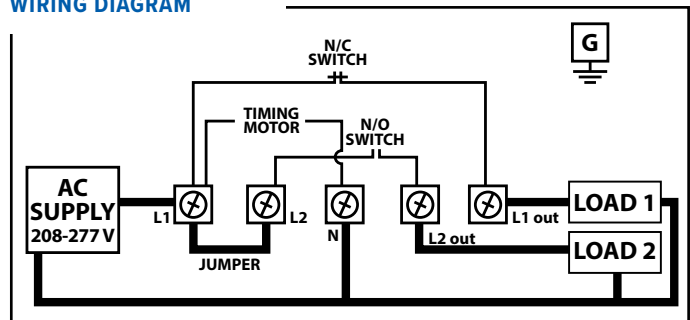 WIRING DIAGRAM
N/C
SWITCH
G
TIMING
MOTOR
N/O
SWITCH
AC
SUPPLY
208-277 V
L1
L2
N
L2 out
L1 out
LOAD 1
LOAD 2
JUMPER